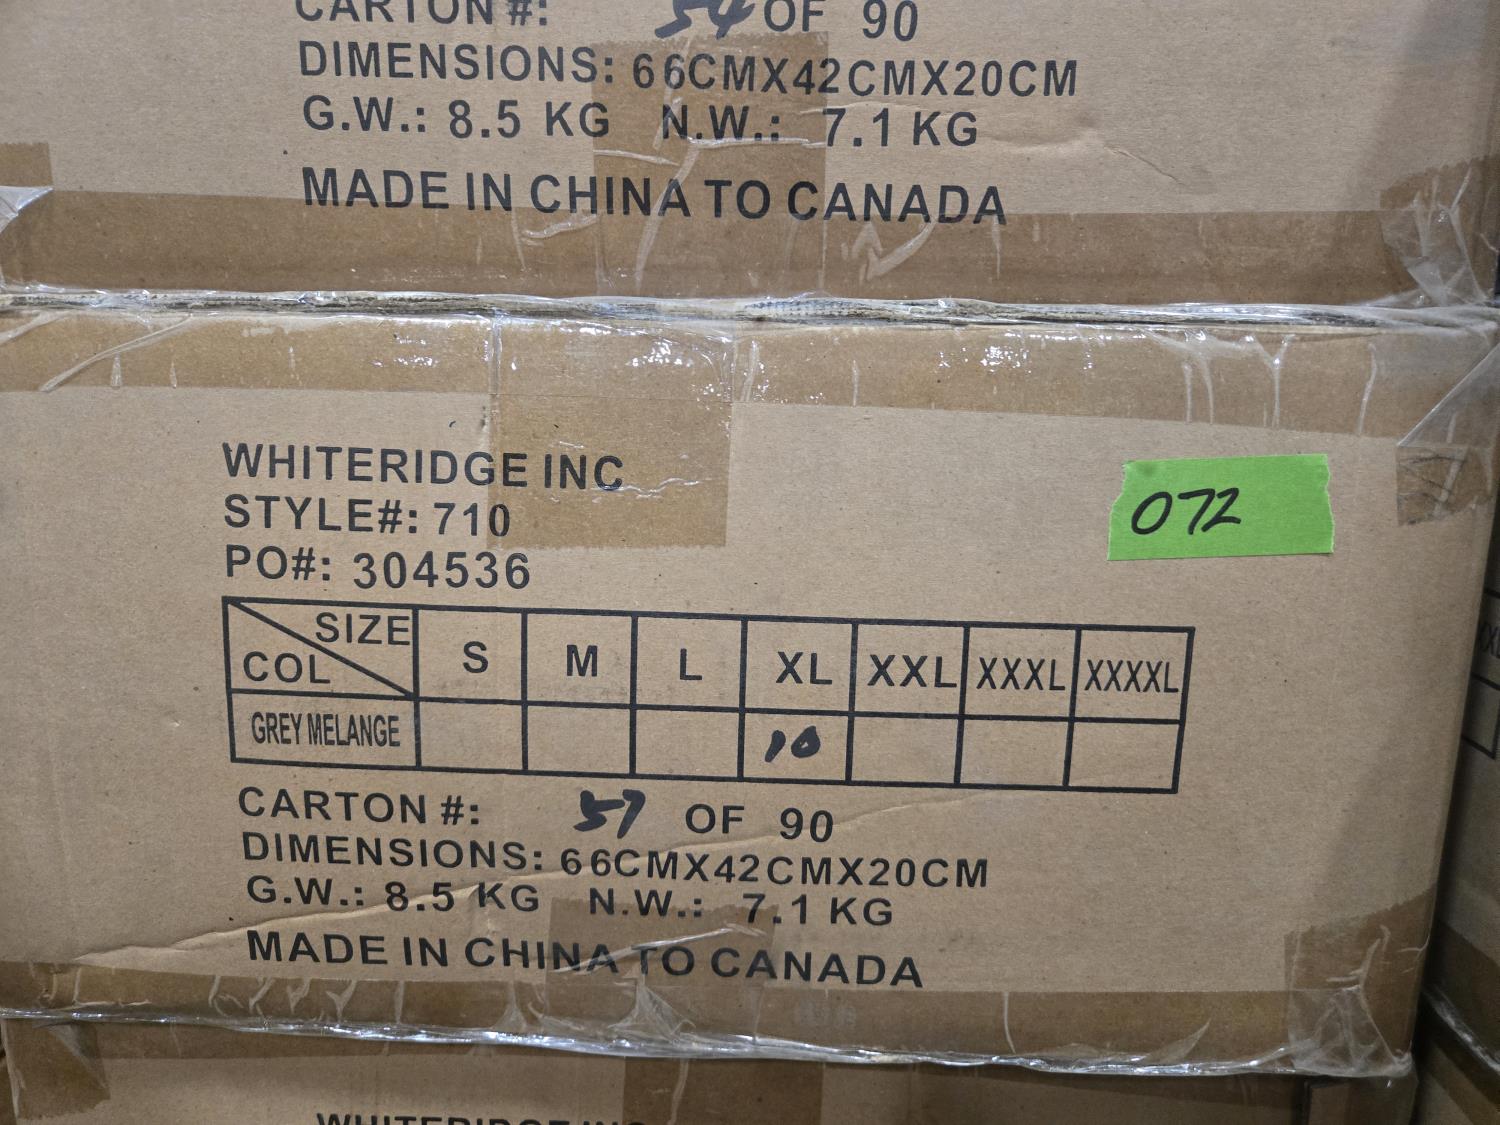 CARTON #: 54 OF 90
DIMENSIONS: 66CMX42CMX20CM
G.W.: 8.5 KG N.W.: 7.1 KG
MADE IN CHINA TO CANADA
WHITERIDGE INC
STYLE#: 710
PO#: 304536
072
SIZE
COL
S M L XL XXL XXXL XXXXL
GREY MELANGE 10
CARTON #: 57 OF 90
DIMENSIONS: 66CMX42CMX20CM
G.W.: 8.5 KG N.W.: 7.1 KG
MADE IN CHINA TO CANADA
WHITERIDGE INC